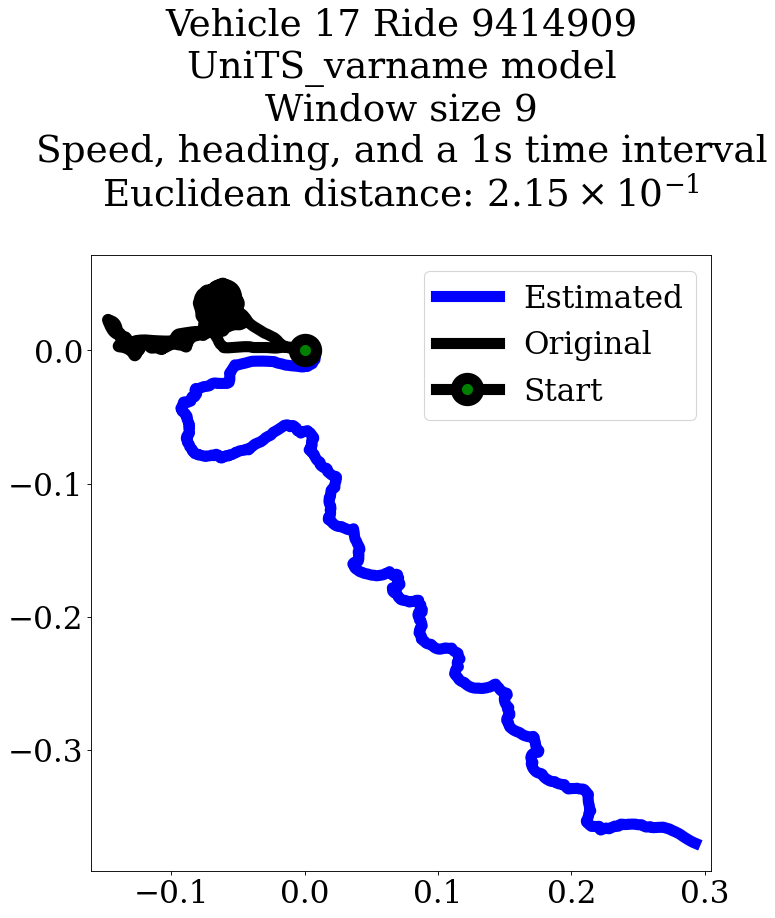 Vehicle 17 Ride 9414909
UniTS_varname model
Window size 9
Speed, heading, and a 1s time interval
Euclidean distance: 2.15 × 10⁻¹
Estimated
Original
Start
0.0
−0.1
−0.2
−0.3
−0.1 0.0 0.1 0.2 0.3